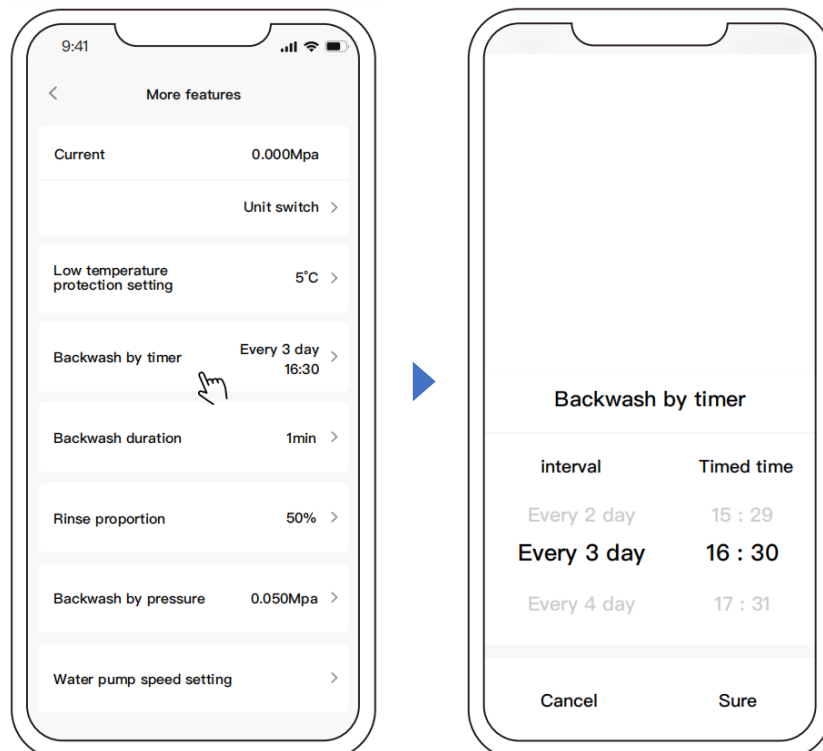 9:41
More features
Current 0.000Mpa
Unit switch
Low temperature
protection setting
5°C
Backwash by timer
Every 3 day
16:30
Backwash duration 1min
Rinse proportion 50%
Backwash by pressure 0.050Mpa
Water pump speed setting
Backwash by timer
interval Timed time
Every 2 day 15 : 29
Every 3 day 16 : 30
Every 4 day 17 : 31
Cancel Sure